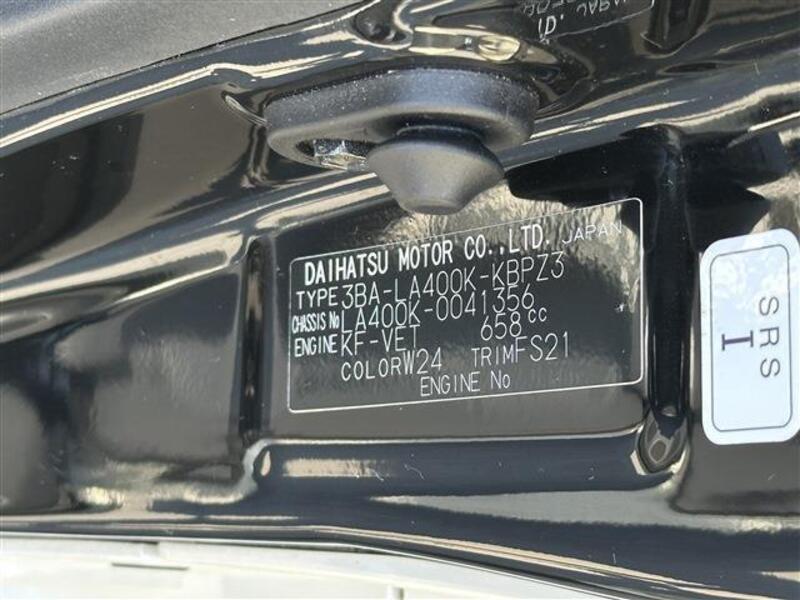 DAIHATSU MOTOR CO.,LTD. JAPAN
TYPE 3BA-LA400K-KBPZ3
CHASSIS No LA400K-0041356
ENGINE KF-VET 658cc
COLOR W24 TRIM FS21
ENGINE No
SRS
I